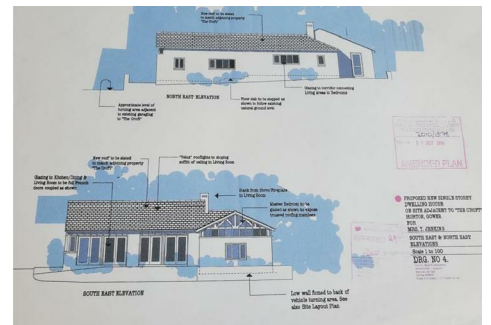 New roof to be slated
to match adjoining property
"The Croft"
Glazing to corridor connecting
Living areas to Bedrooms
NORTH EAST ELEVATION
Floor slab to be stepped as
shown to follow existing
natural ground level
Approximate level of
turning area adjacent
to existing
to "The Croft"
AMENDED PLAN
New roof to be slated
to match adjoining property
"The Croft"
"Velux" rooflights to sloping
soffit of ceiling to Living Room
Glazing to Kitchen/Dining &
Living Room to be full French
doors coupled as shown
Stack from Stove/Fireplace
in Living Room
Master Bedroom to be
glazed as shown to expose
trussed roofing members
PROPOSED NEW SINGLE STOREY
DWELLING HOUSE
ON SITE ADJACENT TO "THE CROFT"
HORTON, GOWER
FOR
MRS. T. JENKINS
SOUTH EAST & NORTH EAST
ELEVATIONS
Scale 1 to 100
DRG. NO 4.
SOUTH EAST ELEVATION
Low wall formed to back of
vehicle turning area. See
also Site Layout Plan